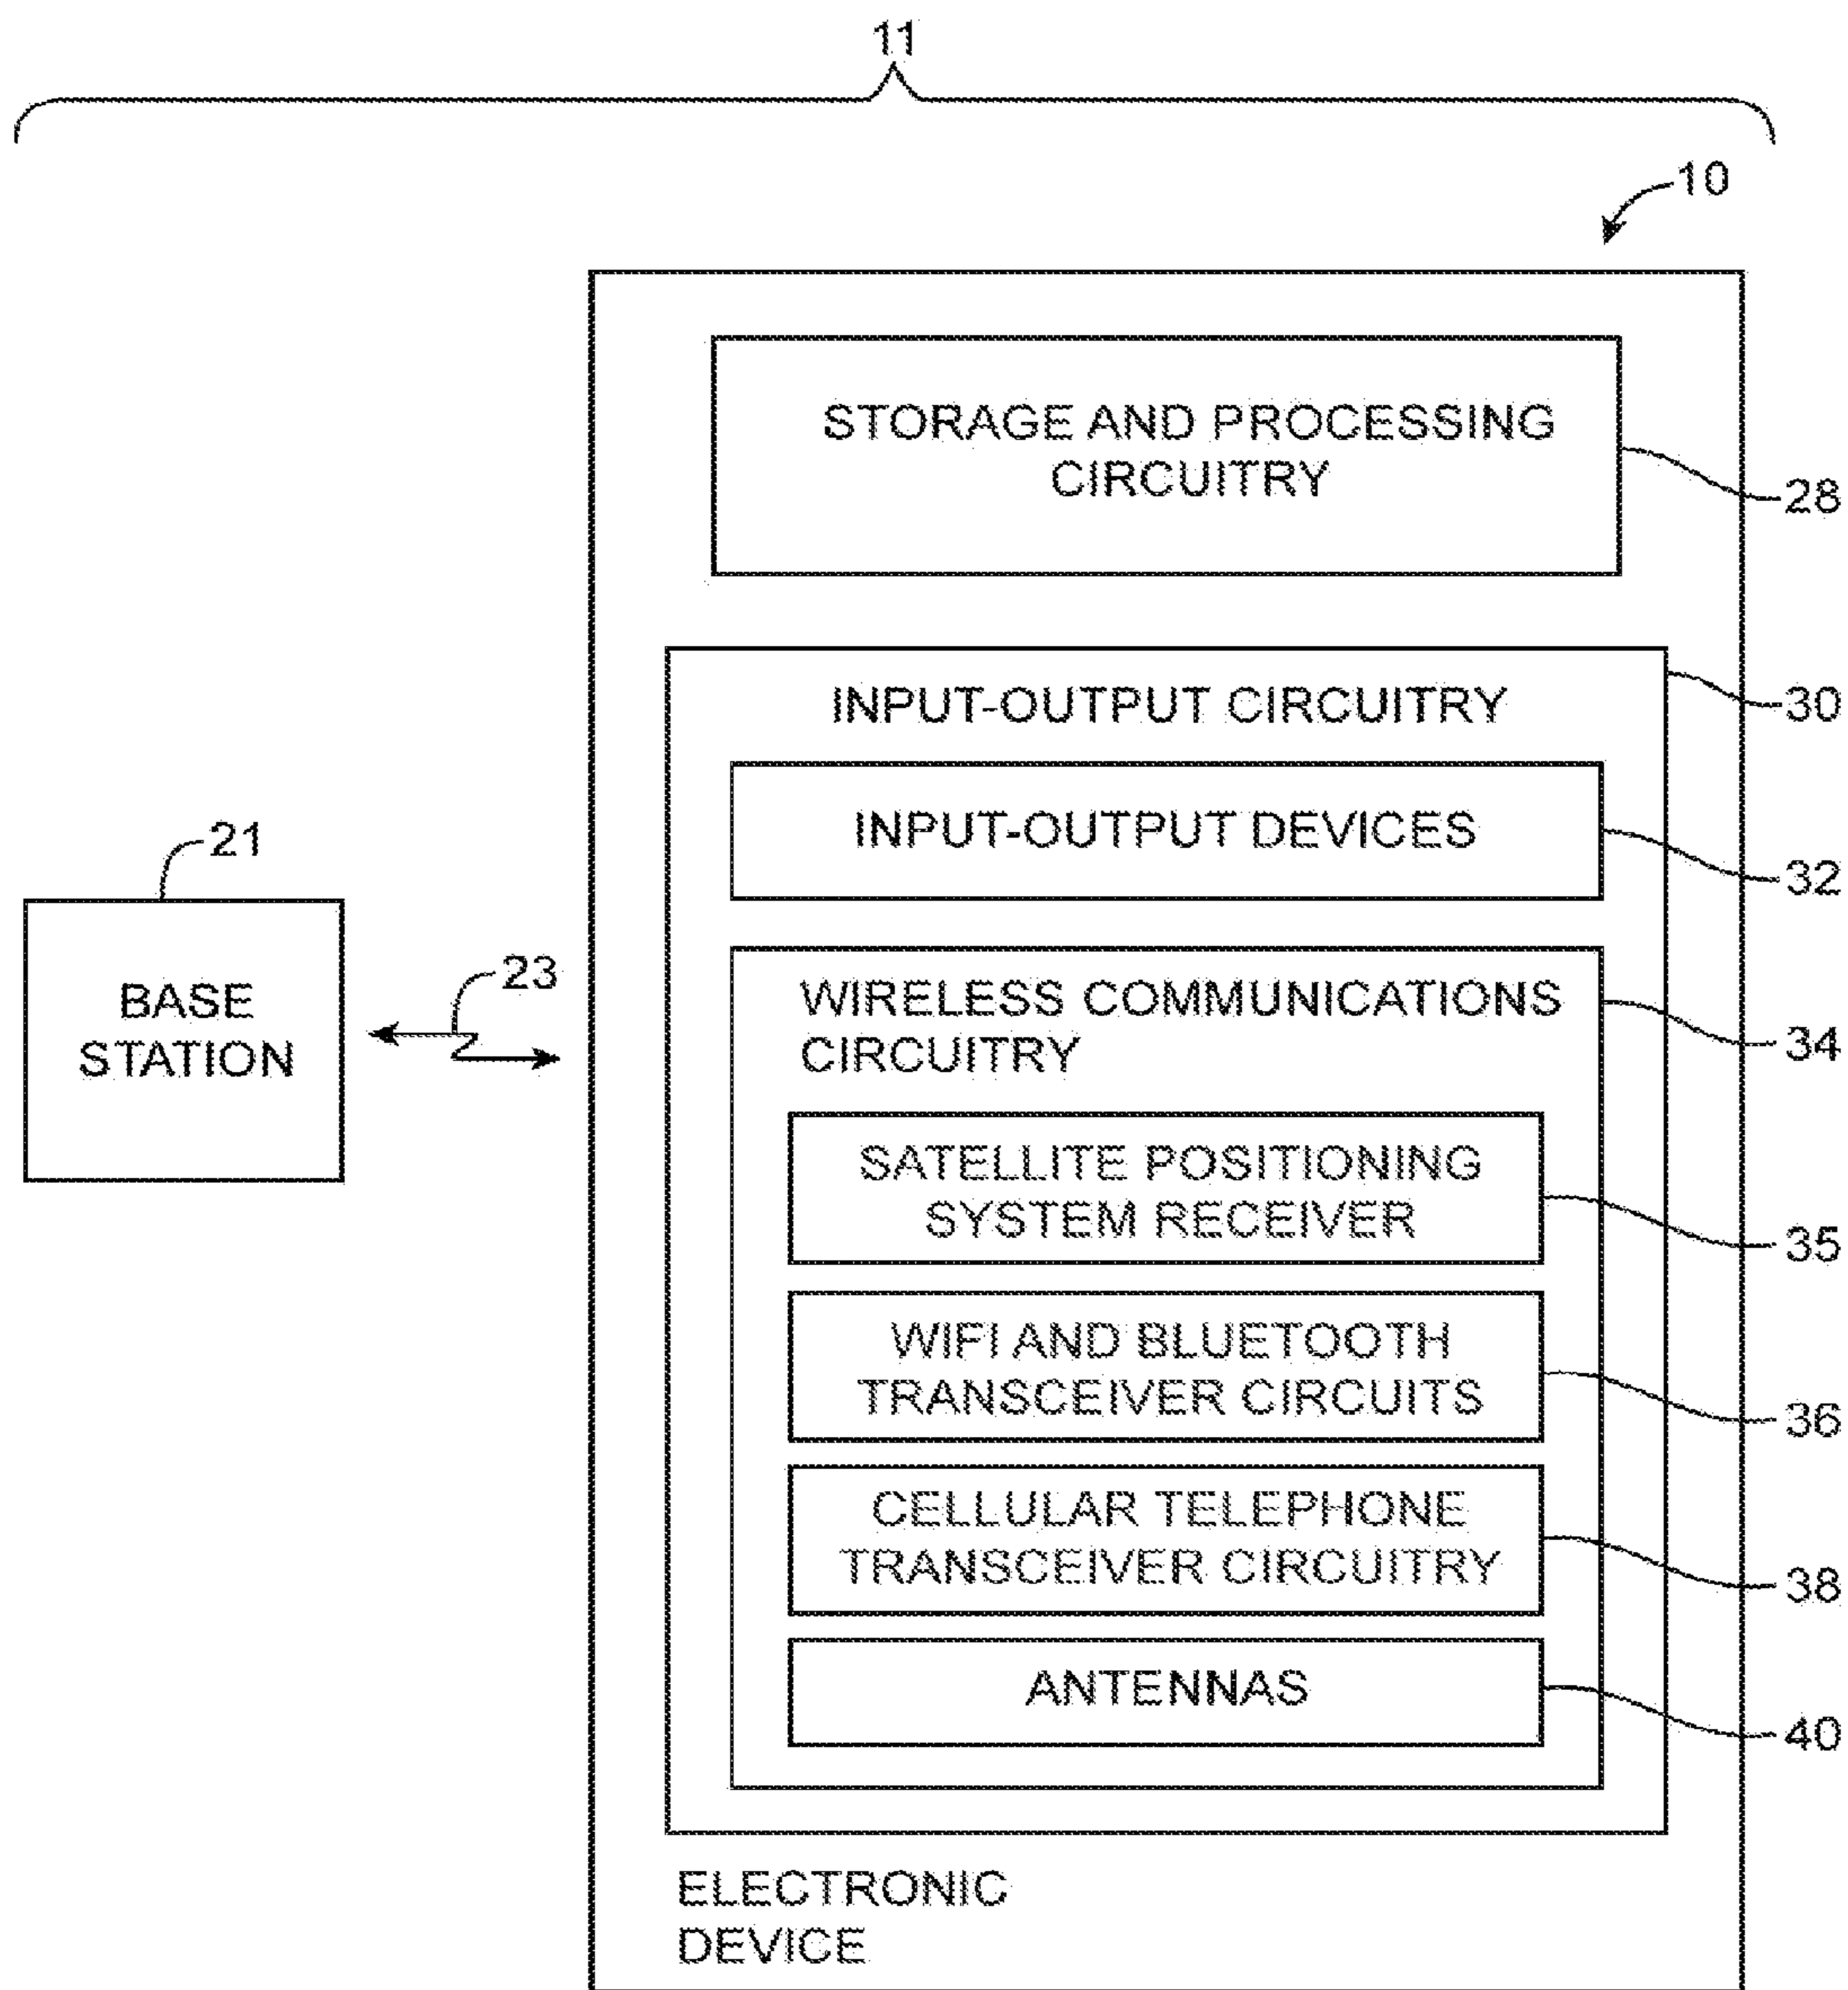 11
10
STORAGE AND PROCESSING
CIRCUITRY
28
INPUT-OUTPUT CIRCUITRY
30
INPUT-OUTPUT DEVICES
32
21
BASE
STATION
23
WIRELESS COMMUNICATIONS
CIRCUITRY
34
SATELLITE POSITIONING
SYSTEM RECEIVER
35
WIFI AND BLUETOOTH
TRANSCEIVER CIRCUITS
36
CELLULAR TELEPHONE
TRANSCEIVER CIRCUITRY
38
ANTENNAS
40
ELECTRONIC
DEVICE